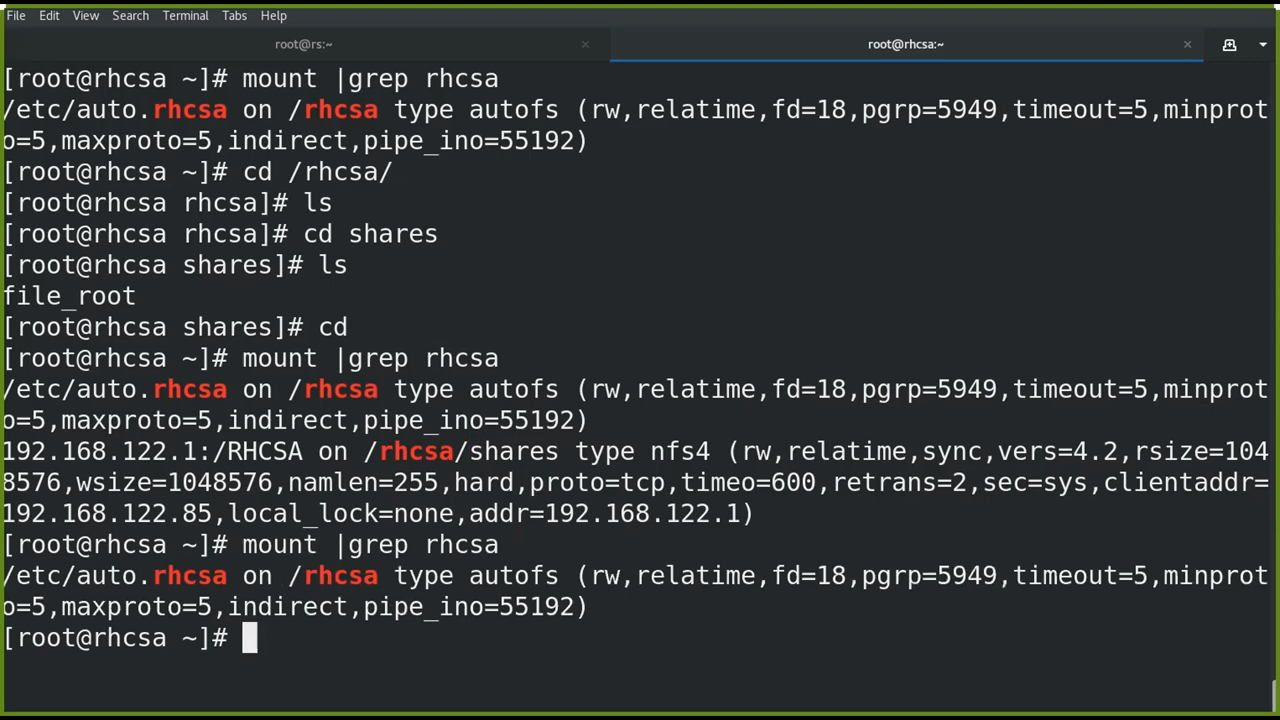 File Edit View Search Terminal Tabs Help
root@rs:~ × root@rhcsa:~ ×
[root@rhcsa ~]# mount |grep rhcsa
/etc/auto.rhcsa on /rhcsa type autofs (rw,relatime,fd=18,pgrp=5949,timeout=5,minprot
o=5,maxproto=5,indirect,pipe_ino=55192)
[root@rhcsa ~]# cd /rhcsa/
[root@rhcsa rhcsa]# ls
[root@rhcsa rhcsa]# cd shares
[root@rhcsa shares]# ls
file_root
[root@rhcsa shares]# cd
[root@rhcsa ~]# mount |grep rhcsa
/etc/auto.rhcsa on /rhcsa type autofs (rw,relatime,fd=18,pgrp=5949,timeout=5,minprot
o=5,maxproto=5,indirect,pipe_ino=55192)
192.168.122.1:/RHCSA on /rhcsa/shares type nfs4 (rw,relatime,sync,vers=4.2,rsize=104
8576,wsize=1048576,namlen=255,hard,proto=tcp,timeo=600,retrans=2,sec=sys,clientaddr=
192.168.122.85,local_lock=none,addr=192.168.122.1)
[root@rhcsa ~]# mount |grep rhcsa
/etc/auto.rhcsa on /rhcsa type autofs (rw,relatime,fd=18,pgrp=5949,timeout=5,minprot
o=5,maxproto=5,indirect,pipe_ino=55192)
[root@rhcsa ~]#